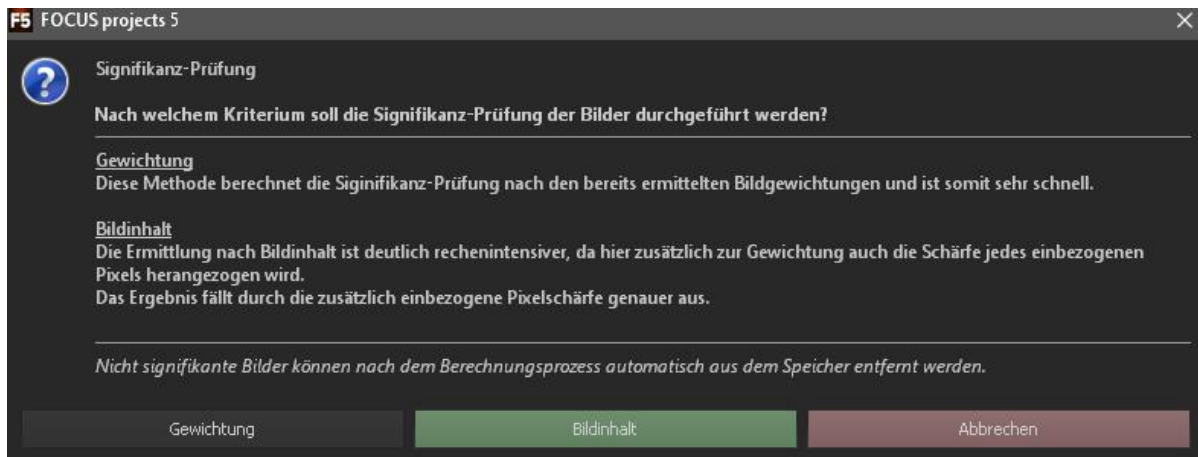 F5 FOCUS projects 5
Signifikanz-Prüfung
Nach welchem Kriterium soll die Signifikanz-Prüfung der Bilder durchgeführt werden?
Gewichtung
Diese Methode berechnet die Siginifikanz-Prüfung nach den bereits ermittelten Bildgewichtungen und ist somit sehr schnell.
Bildinhalt
Die Ermittlung nach Bildinhalt ist deutlich rechenintensiver, da hier zusätzlich zur Gewichtung auch die Schärfe jedes einbezogenen
Pixels herangezogen wird.
Das Ergebnis fällt durch die zusätzlich einbezogene Pixelschärfe genauer aus.
Nicht signifikante Bilder können nach dem Berechnungsprozess automatisch aus dem Speicher entfernt werden.
Gewichtung
Bildinhalt
Abbrechen